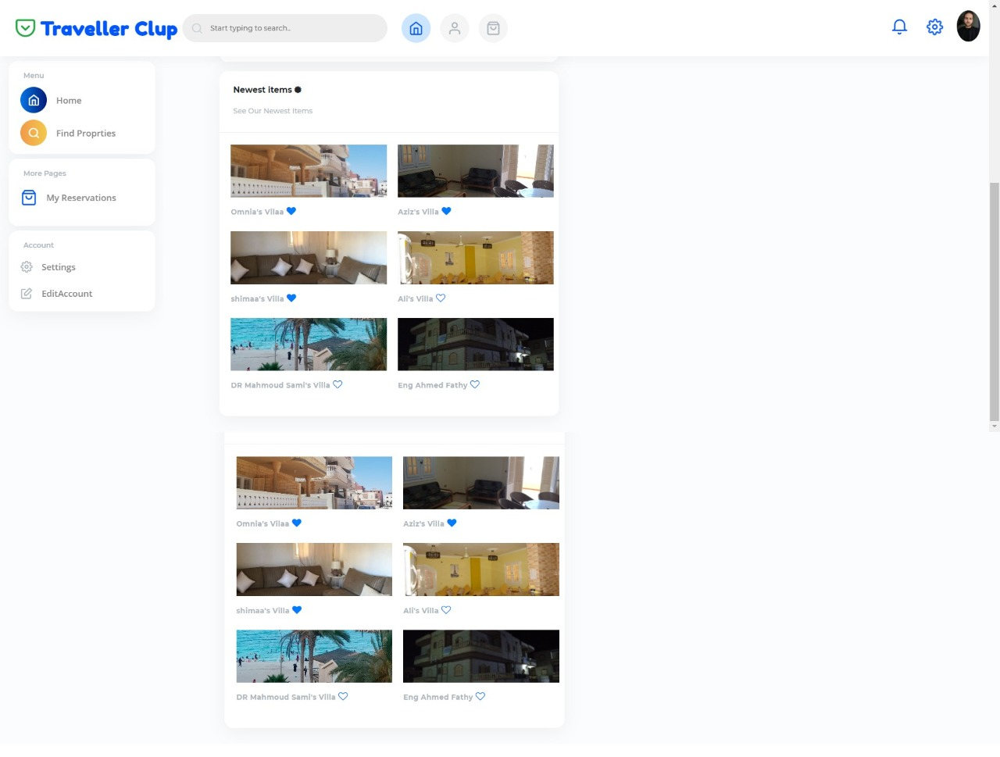 Traveller Clup
Start typing to search..
Menu
Home
Find Proprties
More Pages
My Reservations
Account
Settings
EditAccount
Newest items
See Our Newest Items
Omnia's Vilaa
Aziz's Villa
shimaa's Villa
Ali's Villa
DR Mahmoud Sami's Villa
Eng Ahmed Fathy
Omnia's Vilaa
Aziz's Villa
shimaa's Villa
Ali's Villa
DR Mahmoud Sami's Villa
Eng Ahmed Fathy